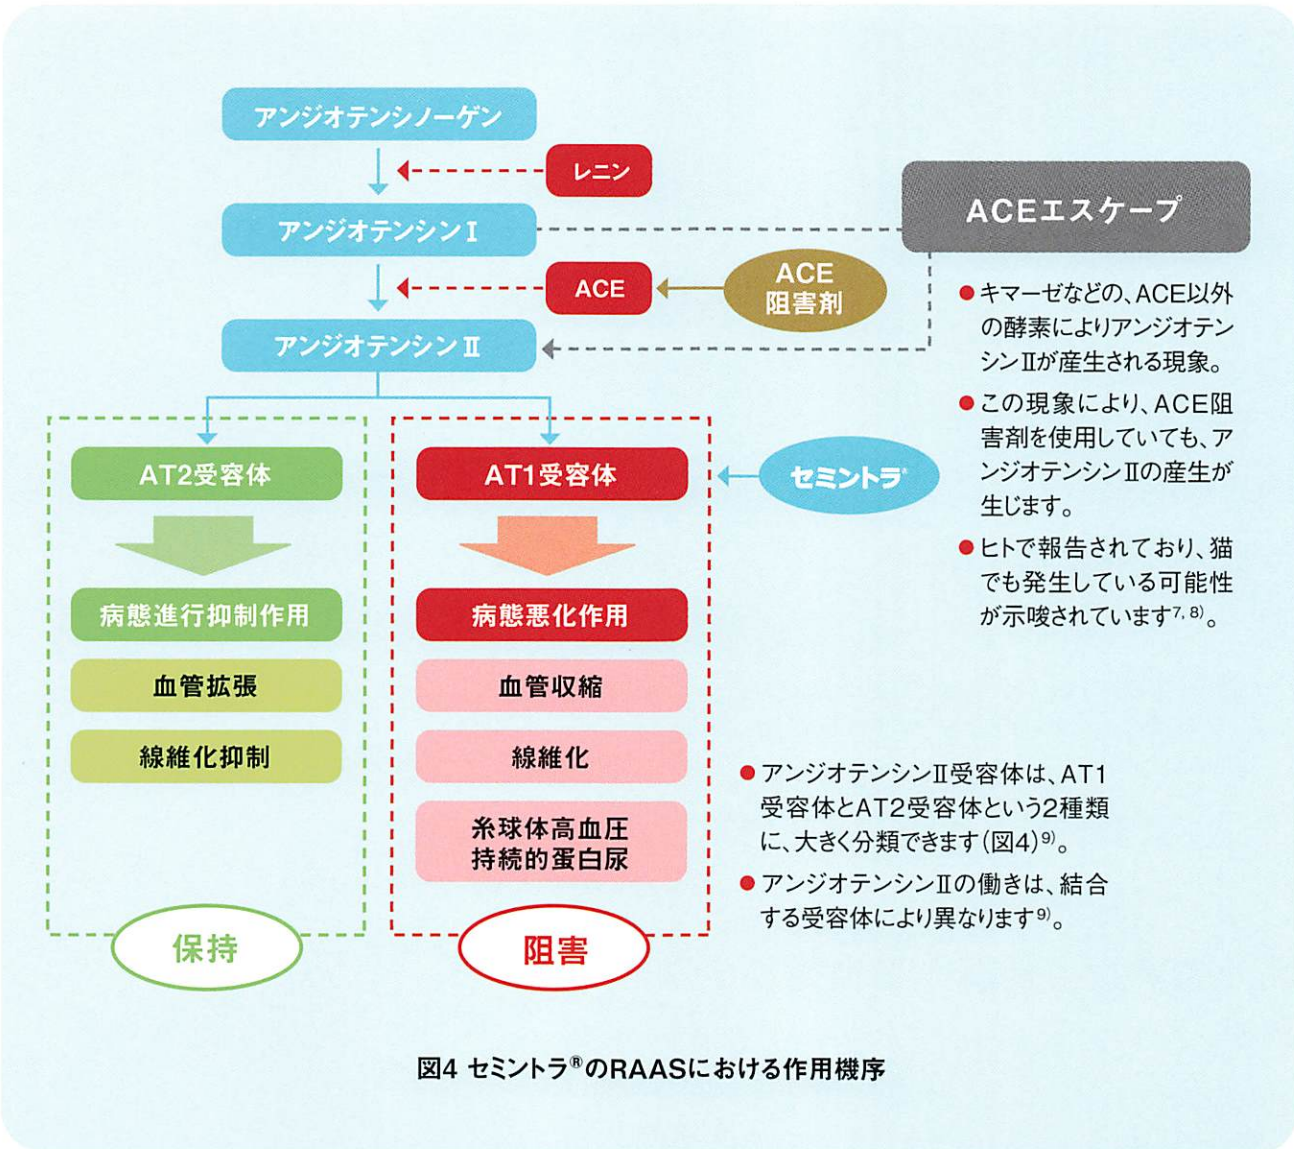 アンジオテンシノーゲン
レニン
アンジオテンシンⅠ
ACEエスケープ
ACE
ACE
阻害剤
アンジオテンシンⅡ
● キマーゼなどの、ACE以外
の酵素によりアンジオテン
シンⅡが産生される現象。
● この現象により、ACE阻
害剤を使用していても、ア
ンジオテンシンⅡの産生が
生じます。
● ヒトで報告されており、猫
でも発生している可能性
が示唆されています7, 8)。
AT2受容体
病態進行抑制作用
血管拡張
線維化抑制
保持
AT1受容体
セミントラ®
病態悪化作用
血管収縮
線維化
糸球体高血圧
持続的蛋白尿
阻害
● アンジオテンシンⅡ受容体は、AT1
受容体とAT2受容体という2種類
に、大きく分類できます(図4)9)。
● アンジオテンシンⅡの働きは、結合
する受容体により異なります9)。
図4 セミントラ®のRAASにおける作用機序